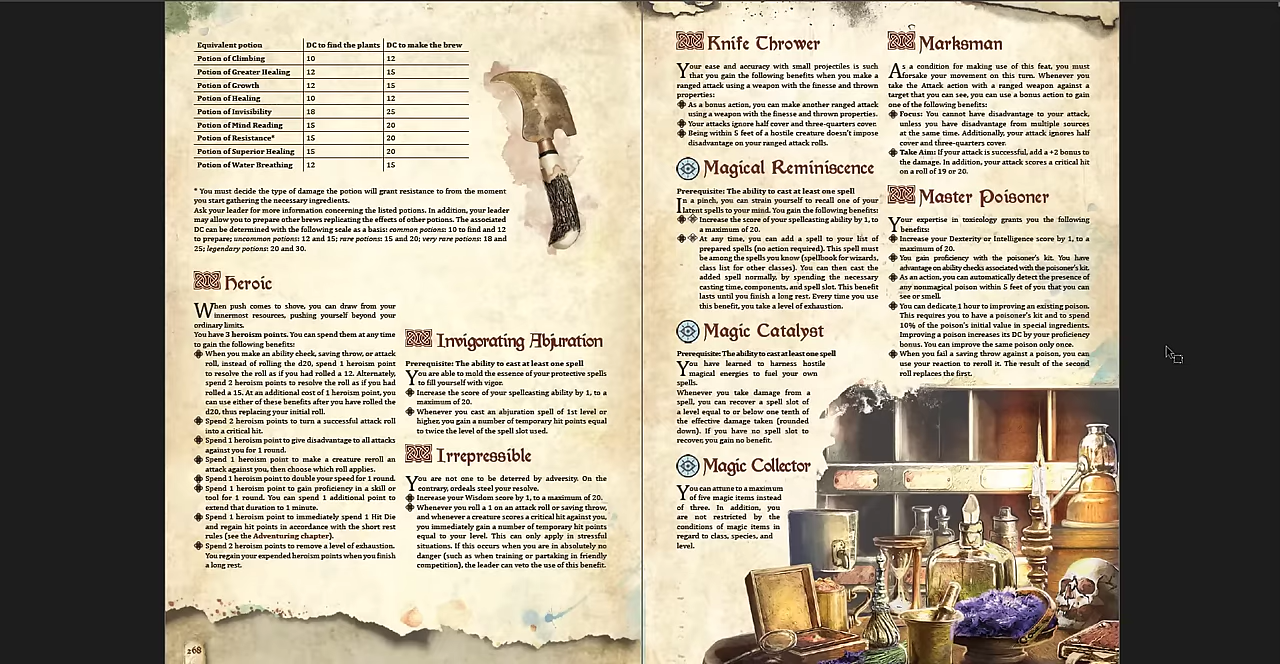 Equivalent potion DC to find the plants DC to make the brew
Potion of Climbing 10 12
Potion of Greater Healing 12 15
Potion of Growth 12 15
Potion of Healing 10 12
Potion of Invisibility 18 25
Potion of Mind Reading 15 20
Potion of Resistance* 15 20
Potion of Superior Healing 15 20
Potion of Water Breathing 12 15
* You must decide the type of damage the potion will grant resistance to from the moment
you start gathering the necessary ingredients.
Ask your leader for more information concerning the listed potions. In addition, your leader
may allow you to prepare other brews replicating the effects of other potions. The associated
DC can be determined with the following scale as a basis: common potions: 10 to find and 12
to prepare; uncommon potions: 12 and 15; rare potions: 15 and 20; very rare potions: 18 and
25; legendary potions: 20 and 30.
Heroic
When push comes to shove, you can draw from your
innermost resources, pushing yourself beyond your
ordinary limits.
You have 3 heroism points. You can spend them at any time
to gain the following benefits:
When you make an ability check, saving throw, or attack
roll, instead of rolling the d20, spend 1 heroism point
to resolve the roll as if you had rolled a 12. Alternately,
spend 2 heroism points to resolve the roll as if you had
rolled a 15. At an additional cost of 1 heroism point, you
can use either of these benefits after you have rolled the
d20, thus replacing your initial roll.
Spend 2 heroism points to turn a successful attack roll
into a critical hit.
Spend 1 heroism point to give disadvantage to all attacks
against you for 1 round.
Spend 1 heroism point to make a creature reroll an
attack against you, then choose which roll applies.
Spend 1 heroism point to double your speed for 1 round.
Spend 1 heroism point to gain proficiency in a skill or
tool for 1 round. You can spend 1 additional point to
extend that duration to 1 minute.
Spend 1 heroism point to immediately spend 1 Hit Die
and regain hit points in accordance with the short rest
rules (see the Adventuring chapter).
Spend 2 heroism points to remove a level of exhaustion.
You regain your expended heroism points when you finish
a long rest.
Invigorating Abjuration
Prerequisite: The ability to cast at least one spell
You are able to mold the essence of your protective spells
to fill yourself with vigor.
Increase the score of your spellcasting ability by 1, to a
maximum of 20.
Whenever you cast an abjuration spell of 1st level or
higher, you gain a number of temporary hit points equal
to twice the level of the spell slot used.
Irrepressible
You are not one to be deterred by adversity. On the
contrary, ordeals steel your resolve.
Increase your Wisdom score by 1, to a maximum of 20.
Whenever you roll a 1 on an attack roll or saving throw,
and whenever a creature scores a critical hit against you,
you immediately gain a number of temporary hit points
equal to your level. This can only apply in stressful
situations. If this occurs when you are in absolutely no
danger (such as when training or partaking in friendly
competition), the leader can veto the use of this benefit.
268
Knife Thrower
Your ease and accuracy with small projectiles is such
that you gain the following benefits when you make a
ranged attack using a weapon with the finesse and thrown
properties:
As a bonus action, you can make another ranged attack
using a weapon with the finesse and thrown properties.
Your attacks ignore half cover and three-quarters cover.
Being within 5 feet of a hostile creature doesn't impose
disadvantage on your ranged attack rolls.
Magical Reminiscence
Prerequisite: The ability to cast at least one spell
In a pinch, you can strain yourself to recall one of your
latent spells to your mind. You gain the following benefits:
Increase the score of your spellcasting ability by 1, to
a maximum of 20.
At any time, you can add a spell to your list of
prepared spells (no action required). This spell must
be among the spells you know (spellbook for wizards,
class list for other classes). You can then cast the
added spell normally, by spending the necessary
casting time, components, and spell slot. This benefit
lasts until you finish a long rest. Every time you use
this benefit, you take a level of exhaustion.
Magic Catalyst
Prerequisite: The ability to cast at least one spell
You have learned to harness hostile
magical energies to fuel your own
spells.
Whenever you take damage from a
spell, you can recover a spell slot of
a level equal to or below one tenth of
the effective damage taken (rounded
down). If you have no spell slot to
recover, you gain no benefit.
Magic Collector
You can attune to a maximum
of five magic items instead
of three. In addition, you
are not restricted by the
conditions of magic items in
regard to class, species, and
level.
Marksman
As a condition for making use of this feat, you must
forsake your movement on this turn. Whenever you
take the Attack action with a ranged weapon against a
target that you can see, you can use a bonus action to gain
one of the following benefits:
Focus: You cannot have disadvantage to your attack,
unless you have disadvantage from multiple sources
at the same time. Additionally, your attack ignores half
cover and three-quarters cover.
Take Aim: If your attack is successful, add a +2 bonus to
the damage. In addition, your attack scores a critical hit
on a roll of 19 or 20.
Master Poisoner
Your expertise in toxicology grants you the following
benefits:
Increase your Dexterity or Intelligence score by 1, to a
maximum of 20.
You gain proficiency with the poisoner's kit. You have
advantage on ability checks associated with the poisoner's kit.
As an action, you can automatically detect the presence of
any nonmagical poison within 5 feet of you that you can
see or smell.
You can dedicate 1 hour to improving an existing poison.
This requires you to have a poisoner's kit and to spend
10% of the poison's initial value in special ingredients.
Improving a poison increases its DC by your proficiency
bonus. You can improve the same poison only once.
When you fail a saving throw against a poison, you can
use your reaction to reroll it. The result of the second
roll replaces the first.